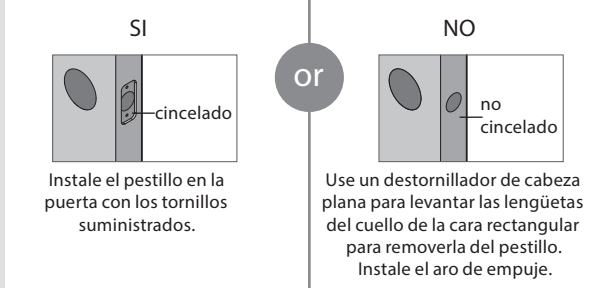 SI
cincelado
Instale el pestillo en la
puerta con los tornillos
suministrados.
or
NO
no
cincelado
Use un destornillador de cabeza
plana para levantar las lengüetas
del cuello de la cara rectangular
para removerla del pestillo.
Instale el aro de empuje.